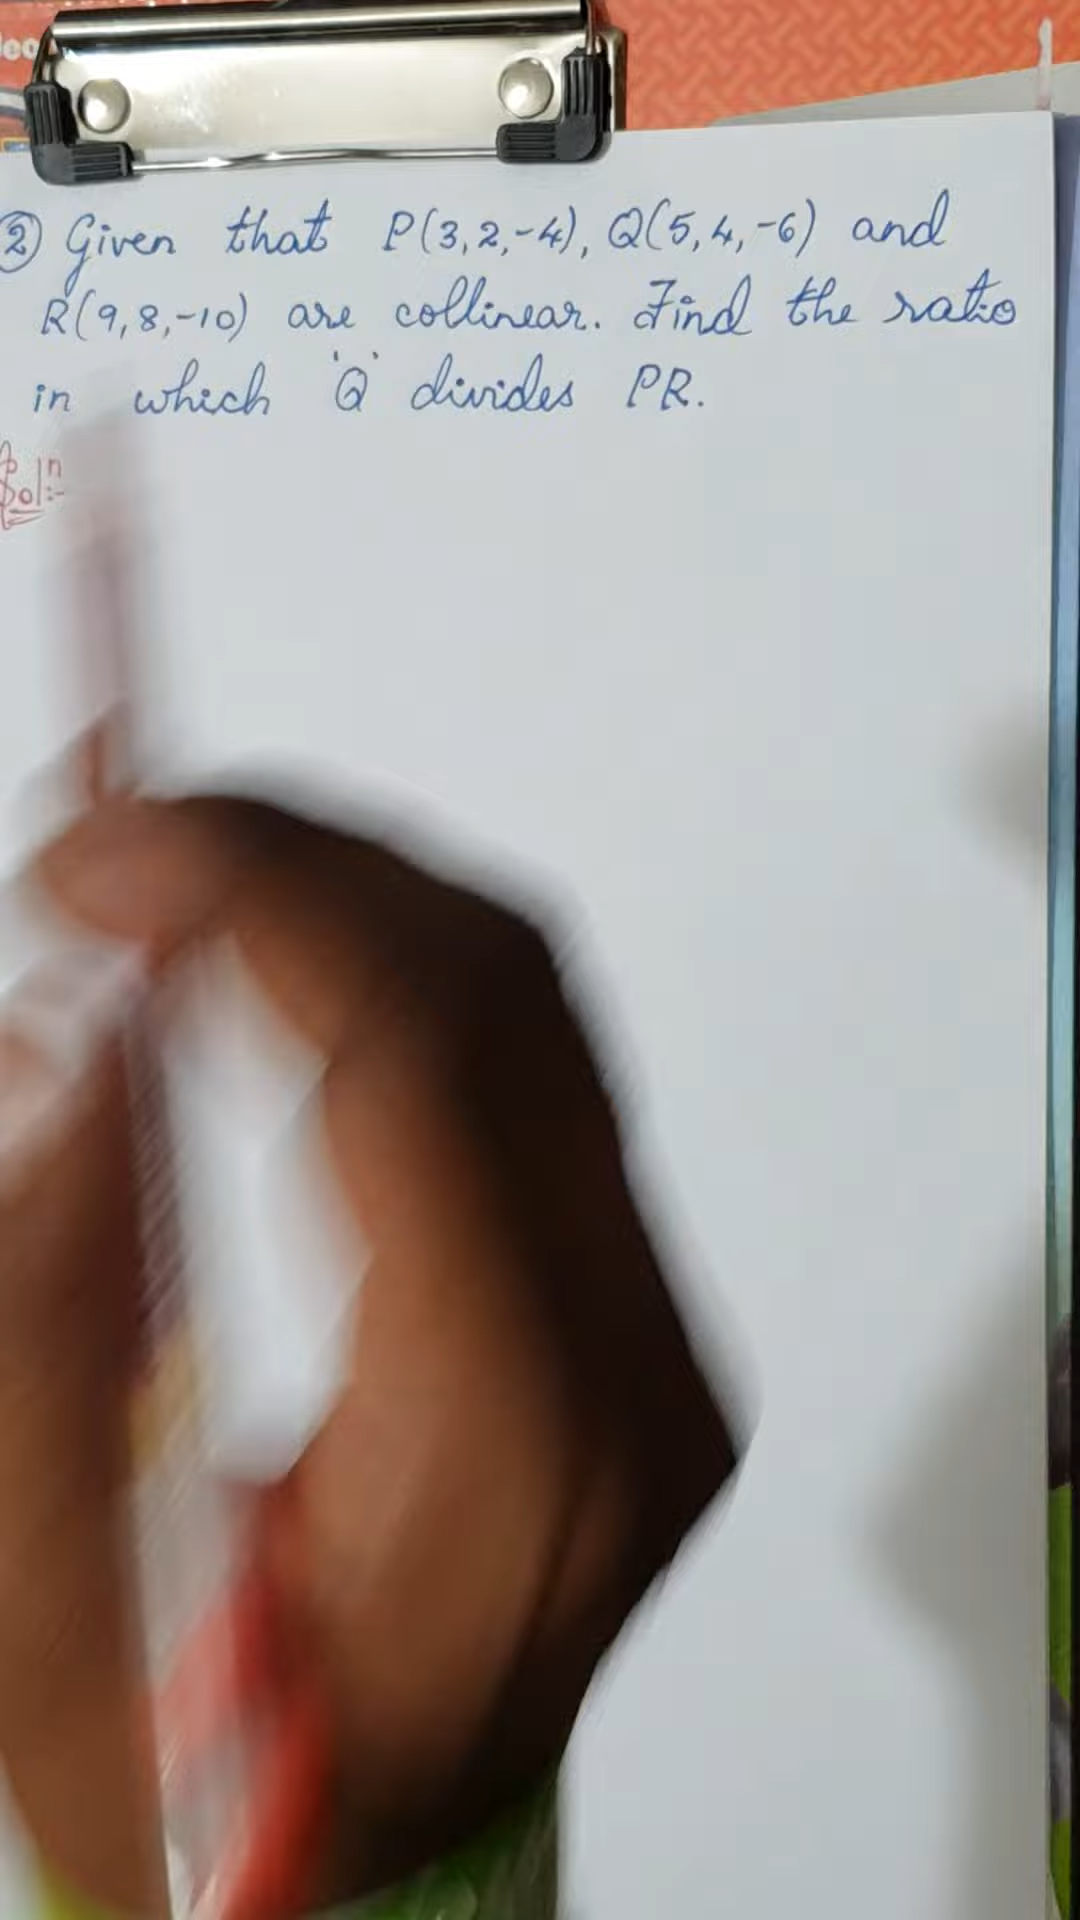 ② Given that P(3,2,-4), Q(5,4,-6) and
R(9,8,-10) are collinear. Find the ratio
in which 'Q' divides PR.
Solⁿ:-